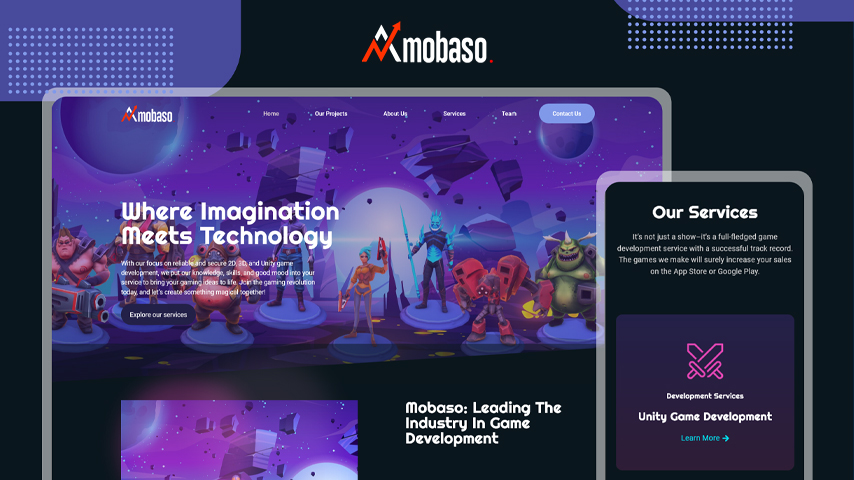 mobaso.
mobaso
Home
Our Projects
About Us
Services
Team
Contact Us
Where Imagination
Meets Technology
With our focus on reliable and secure 2D, 3D, and Unity game
development, we put our knowledge, skills, and good mood into your
service to bring your gaming ideas to life. Join the gaming revolution
today, and let's create something magical together!
Explore our services
Mobaso: Leading The
Industry In Game
Development
Our Services
It's not just a show–it's a full-fledged game
development service with a successful track record.
The games we make will surely increase your sales
on the App Store or Google Play.
Development Services
Unity Game Development
Learn More